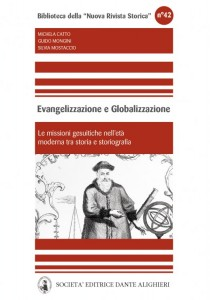 Biblioteca della "Nuova Rivista Storica"
n°42
MICHELA CATTO
GUIDO MONGINI
SILVIA MOSTACCIO
Evangelizzazione e Globalizzazione
Le missioni gesuitiche nell'età
moderna tra storia e storiografia
SOCIETA' EDITRICE DANTE ALIGHIERI